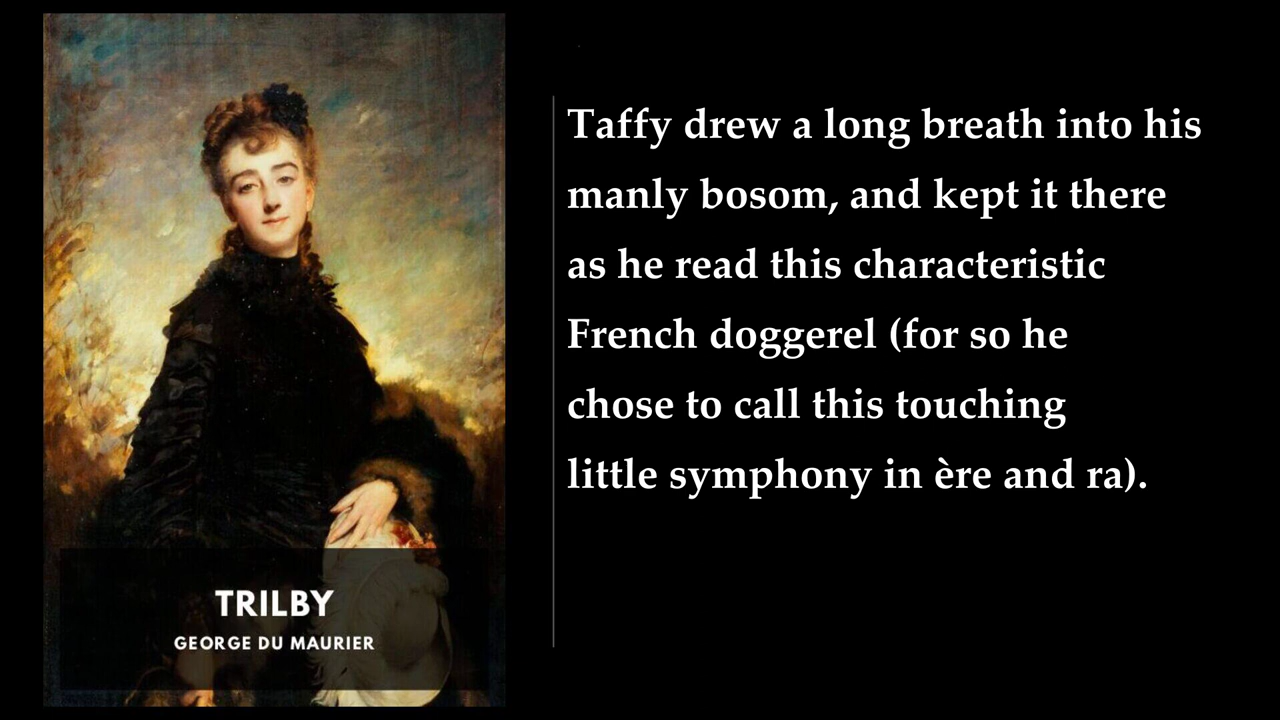 TRILBY
GEORGE DU MAURIER
Taffy drew a long breath into his
manly bosom, and kept it there
as he read this characteristic
French doggerel (for so he
chose to call this touching
little symphony in ère and ra).